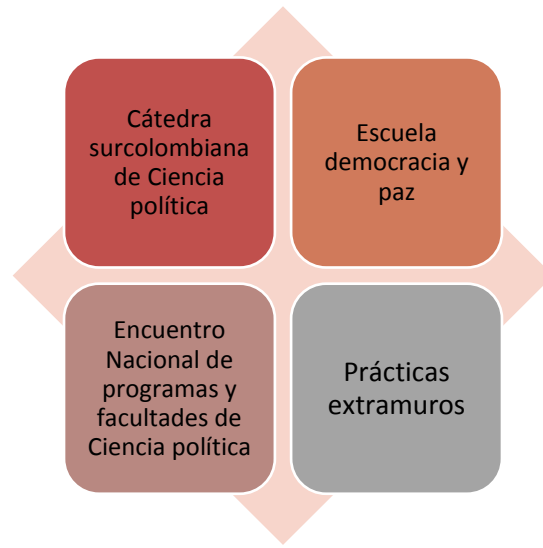 Cátedra
surcolombiana
de Ciencia
política
Escuela
democracia y
paz
Encuentro
Nacional de
programas y
facultades de
Ciencia política
Prácticas
extramuros